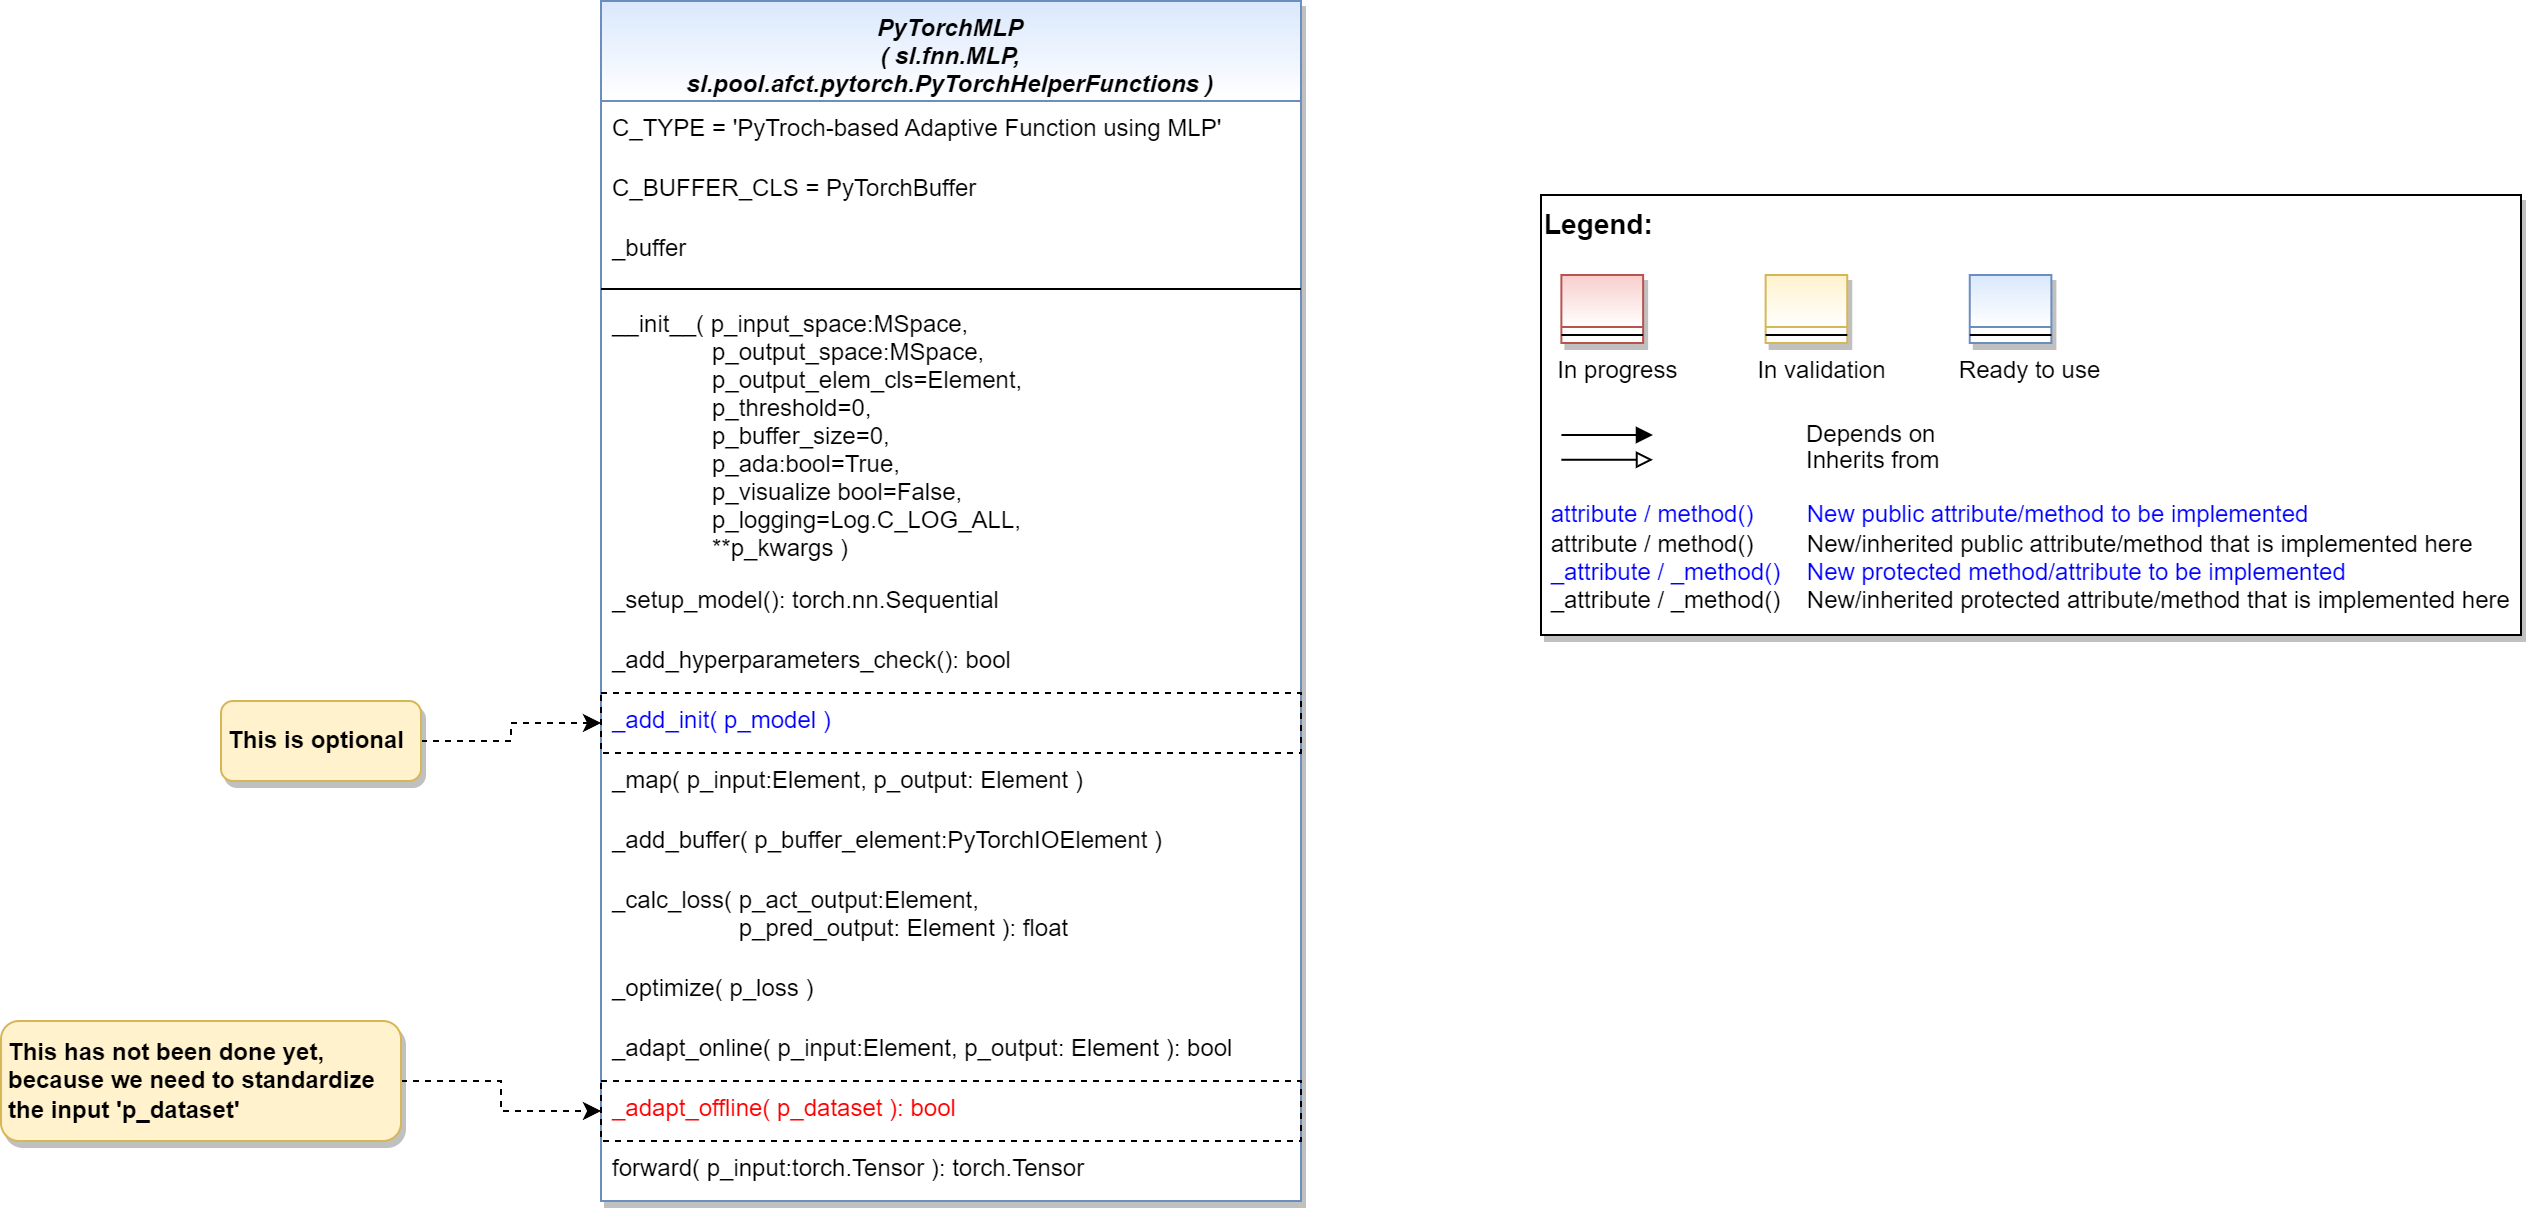 PyTorchMLP
( sl.fnn.MLP,
sl.pool.afct.pytorch.PyTorchHelperFunctions )
C_TYPE = 'PyTroch-based Adaptive Function using MLP'
C_BUFFER_CLS = PyTorchBuffer
_buffer
__init__( p_input_space:MSpace,
p_output_space:MSpace,
p_output_elem_cls=Element,
p_threshold=0,
p_buffer_size=0,
p_ada:bool=True,
p_visualize bool=False,
p_logging=Log.C_LOG_ALL,
**p_kwargs )
_setup_model(): torch.nn.Sequential
_add_hyperparameters_check(): bool
This is optional
_add_init( p_model )
_map( p_input:Element, p_output: Element )
_add_buffer( p_buffer_element:PyTorchIOElement )
_calc_loss( p_act_output:Element,
p_pred_output: Element ): float
_optimize( p_loss )
_adapt_online( p_input:Element, p_output: Element ): bool
This has not been done yet,
because we need to standardize
the input 'p_dataset'
_adapt_offline( p_dataset ): bool
forward( p_input:torch.Tensor ): torch.Tensor
Legend:
In progress
In validation
Ready to use
Depends on
Inherits from
attribute / method() New public attribute/method to be implemented
attribute / method() New/inherited public attribute/method that is implemented here
_attribute / _method() New protected method/attribute to be implemented
_attribute / _method() New/inherited protected attribute/method that is implemented here